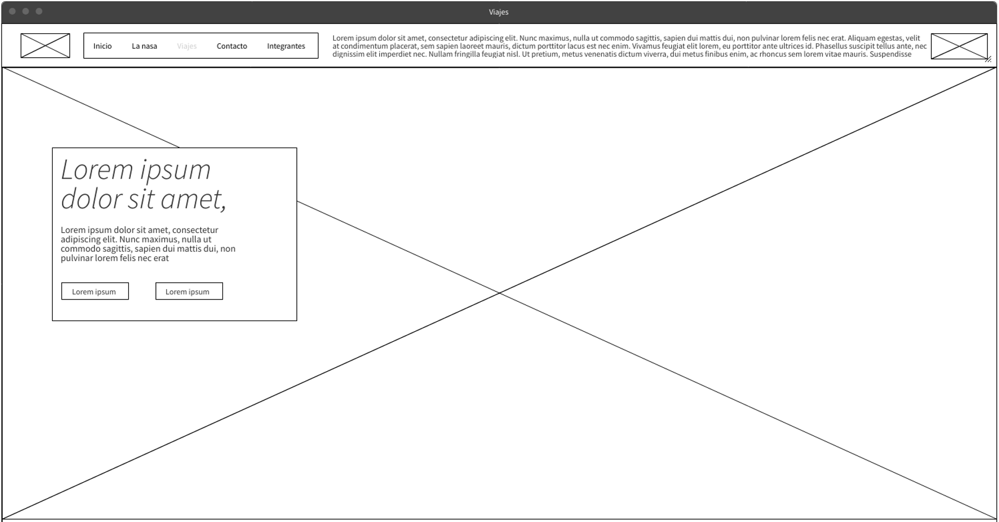 Viajes
Inicio La nasa Viajes Contacto Integrantes
Lorem ipsum dolor sit amet, consectetur adipiscing elit. Nunc maximus, nulla ut commodo sagittis, sapien dui mattis dui, non pulvinar lorem felis nec erat. Aliquam egestas, velit
at condimentum placerat, sem sapien laoreet mauris, dictum porttitor lacus est nec enim. Vivamus feugiat elit lorem, eu porttitor ante ultrices id. Phasellus suscipit tellus ante, nec
dignissim elit imperdiet nec. Nullam fringilla feugiat nisl. Ut pretium, metus venenatis dictum viverra, dui metus finibus enim, ac rhoncus sem lorem vitae mauris. Suspendisse
Lorem ipsum
dolor sit amet,
Lorem ipsum dolor sit amet, consectetur
adipiscing elit. Nunc maximus, nulla ut
commodo sagittis, sapien dui mattis dui, non
pulvinar lorem felis nec erat
Lorem ipsum Lorem ipsum